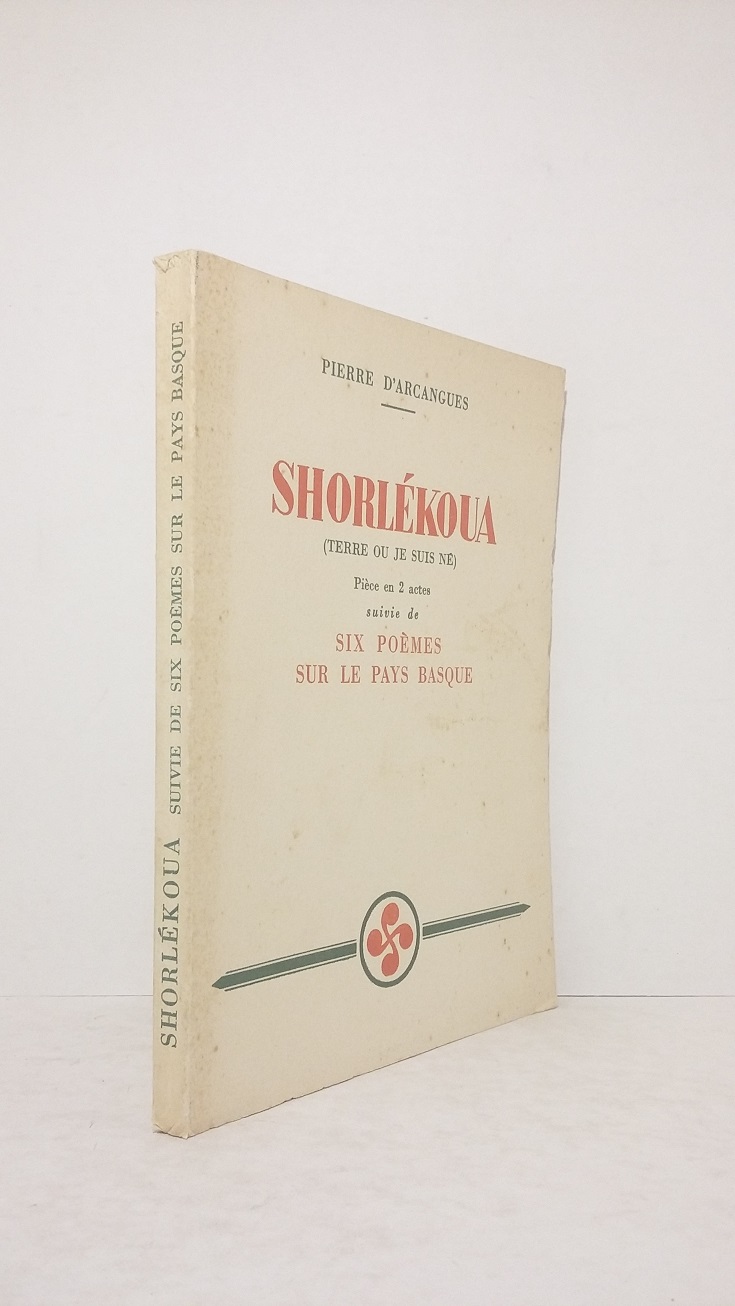 SHORLÉKOUA SUIVIE DE SIX POÈMES SUR LE PAYS BASQUE
PIERRE D'ARCANGUES
SHORLÉKOUA
(TERRE OU JE SUIS NÉ)
Pièce en 2 actes
suivie de
SIX POÈMES
SUR LE PAYS BASQUE